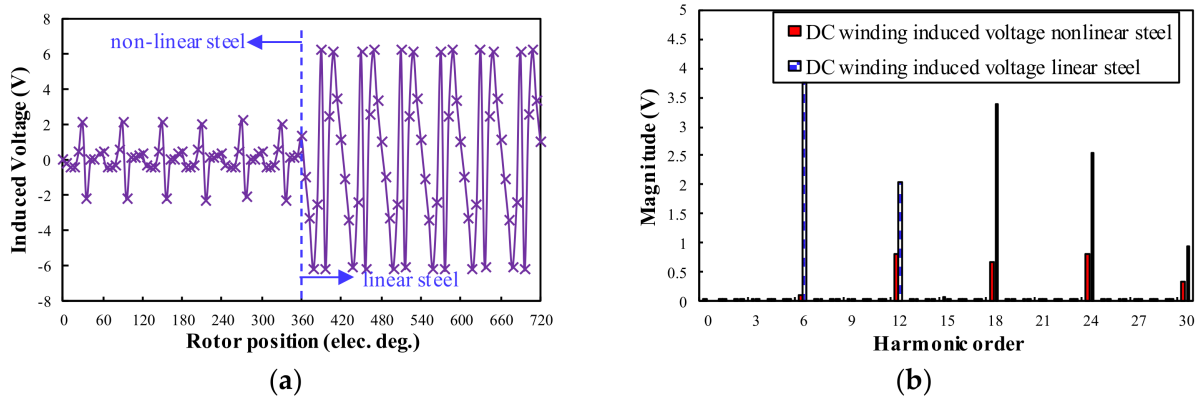 8
6
4
2
0
-2
-4
-6
-8
Induced Voltage (V)
non-linear steel
linear steel
0 60 120 180 240 300 360 420 480 540 600 660 720
Rotor position (elec. deg.)
(a)
5
4.5
4
3.5
3
2.5
2
1.5
1
0.5
0
Magnitude (V)
DC winding induced voltage nonlinear steel
DC winding induced voltage linear steel
0 3 6 9 12 15 18 21 24 27 30
Harmonic order
(b)